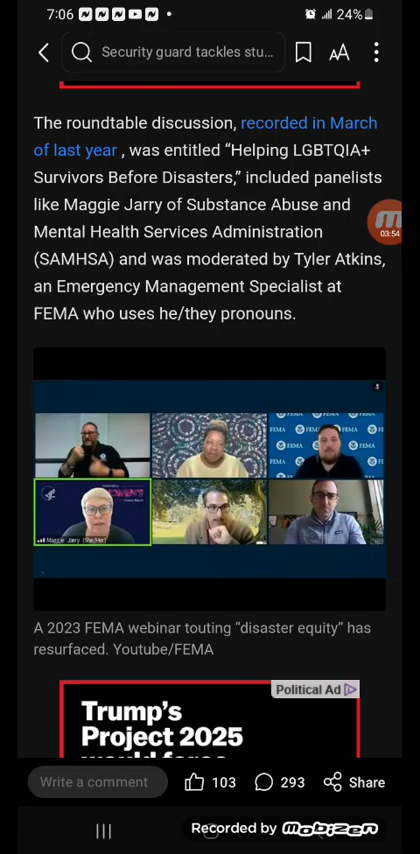 7:06
24%
Security guard tackles stu...
AA
The roundtable discussion, recorded in March
of last year , was entitled “Helping LGBTQIA+
Survivors Before Disasters,” included panelists
like Maggie Jarry of Substance Abuse and
Mental Health Services Administration
(SAMHSA) and was moderated by Tyler Atkins,
03:54
an Emergency Management Specialist at
FEMA who uses he/they pronouns.
FEMA
Maggie Jarry (She/Her)
A 2023 FEMA webinar touting “disaster equity” has
resurfaced. Youtube/FEMA
Political Ad
Trump’s
Project 2025
would force
Write a comment
103
293
Share
Recorded by Mobizen